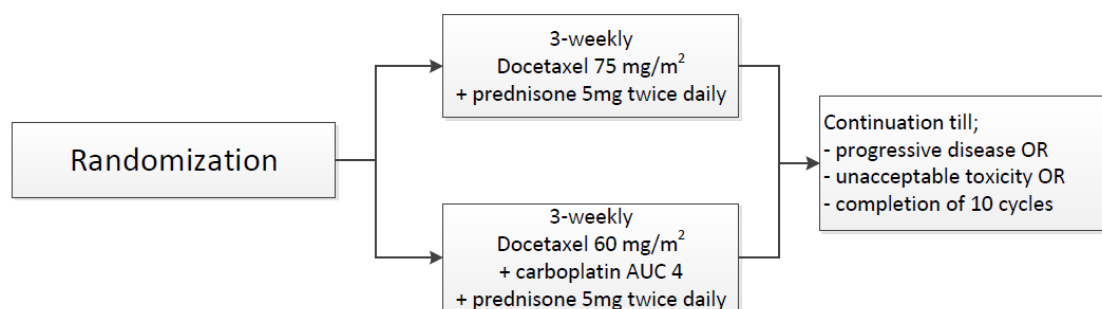 Randomization
3-weekly
Docetaxel 75 mg/m²
+ prednisone 5mg twice daily
3-weekly
Docetaxel 60 mg/m²
+ carboplatin AUC 4
+ prednisone 5mg twice daily
Continuation till;
- progressive disease OR
- unacceptable toxicity OR
- completion of 10 cycles